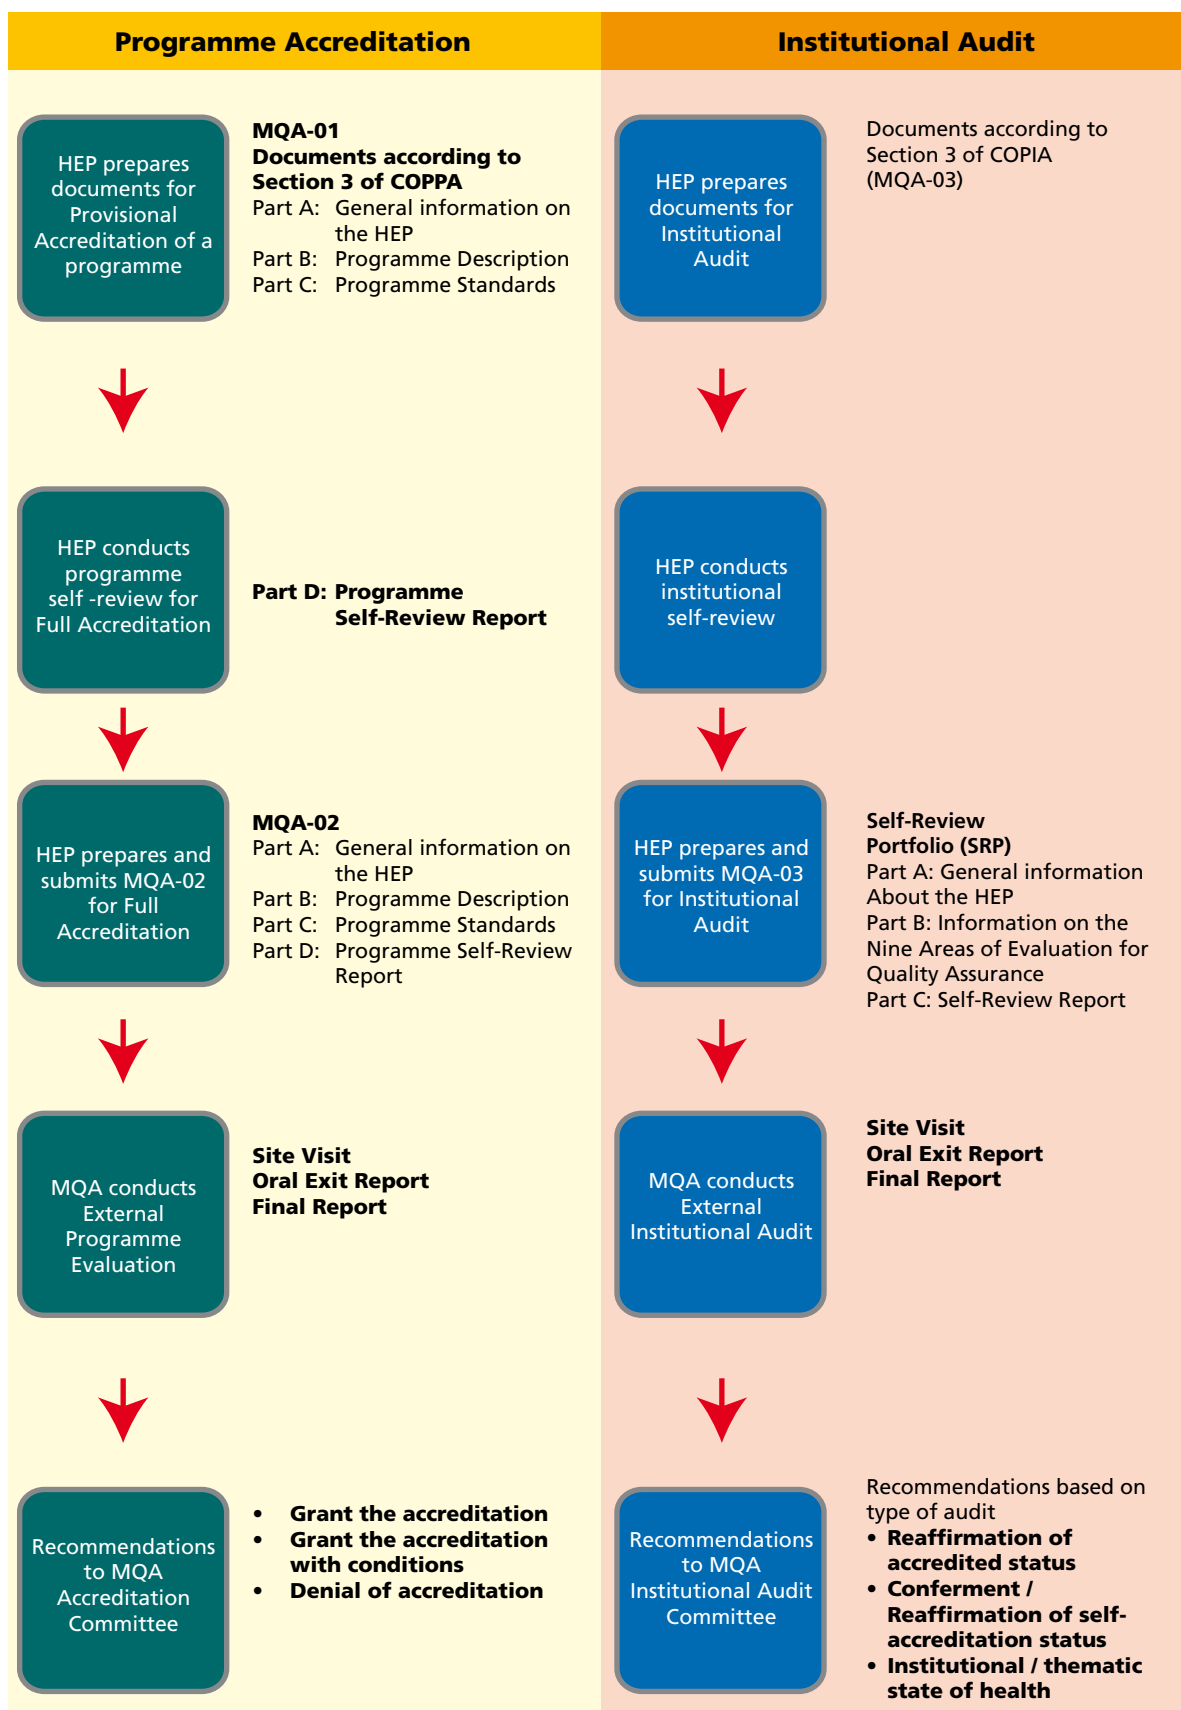 Programme Accreditation
HEP prepares
documents for
Provisional
Accreditation of a
programme
MQA-01
Documents according to
Section 3 of COPPA
Part A: General information on
the HEP
Part B: Programme Description
Part C: Programme Standards
HEP conducts
programme
self -review for
Full Accreditation
Part D: Programme
Self-Review Report
HEP prepares and
submits MQA-02
for Full
Accreditation
MQA-02
Part A: General information on
the HEP
Part B: Programme Description
Part C: Programme Standards
Part D: Programme Self-Review
Report
MQA conducts
External
Programme
Evaluation
Site Visit
Oral Exit Report
Final Report
Recommendations
to MQA
Accreditation
Committee
• Grant the accreditation
• Grant the accreditation
with conditions
• Denial of accreditation
Institutional Audit
HEP prepares
documents for
Institutional
Audit
Documents according to
Section 3 of COPIA
(MQA-03)
HEP conducts
institutional
self-review
HEP prepares and
submits MQA-03
for Institutional
Audit
Self-Review
Portfolio (SRP)
Part A: General information
About the HEP
Part B: Information on the
Nine Areas of Evaluation for
Quality Assurance
Part C: Self-Review Report
MQA conducts
External
Institutional Audit
Site Visit
Oral Exit Report
Final Report
Recommendations
to MQA
Institutional Audit
Committee
Recommendations based on
type of audit
• Reaffirmation of
accredited status
• Conferment /
Reaffirmation of self-
accreditation status
• Institutional / thematic
state of health